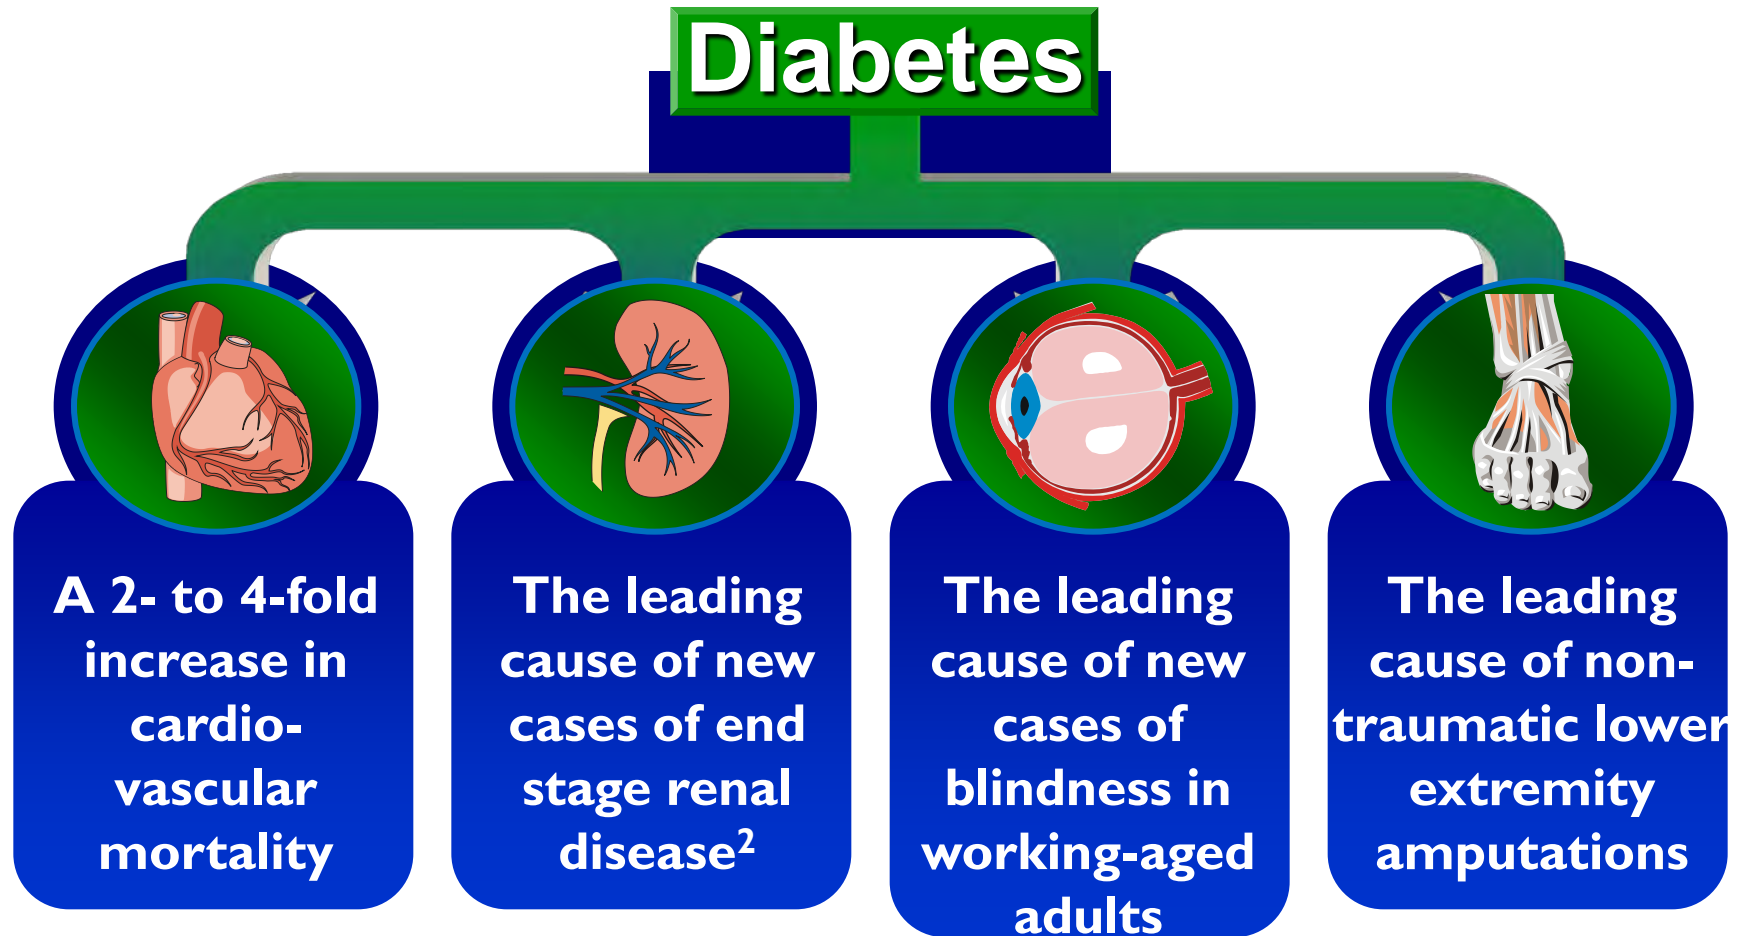 Diabetes
A 2- to 4-fold
increase in
cardio-
vascular
mortality
The leading
cause of new
cases of end
stage renal
disease²
The leading
cause of new
cases of
blindness in
working-aged
adults
The leading
cause of non-
traumatic lower
extremity
amputations